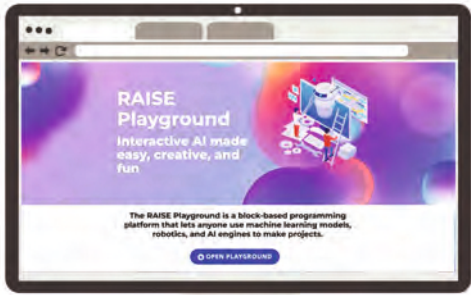 RAISE
Playground
Interactive AI made
easy, creative, and
fun
The RAISE Playground is a block-based programming
platform that lets anyone use machine learning models,
robotics, and AI engines to make projects.
OPEN PLAYGROUND